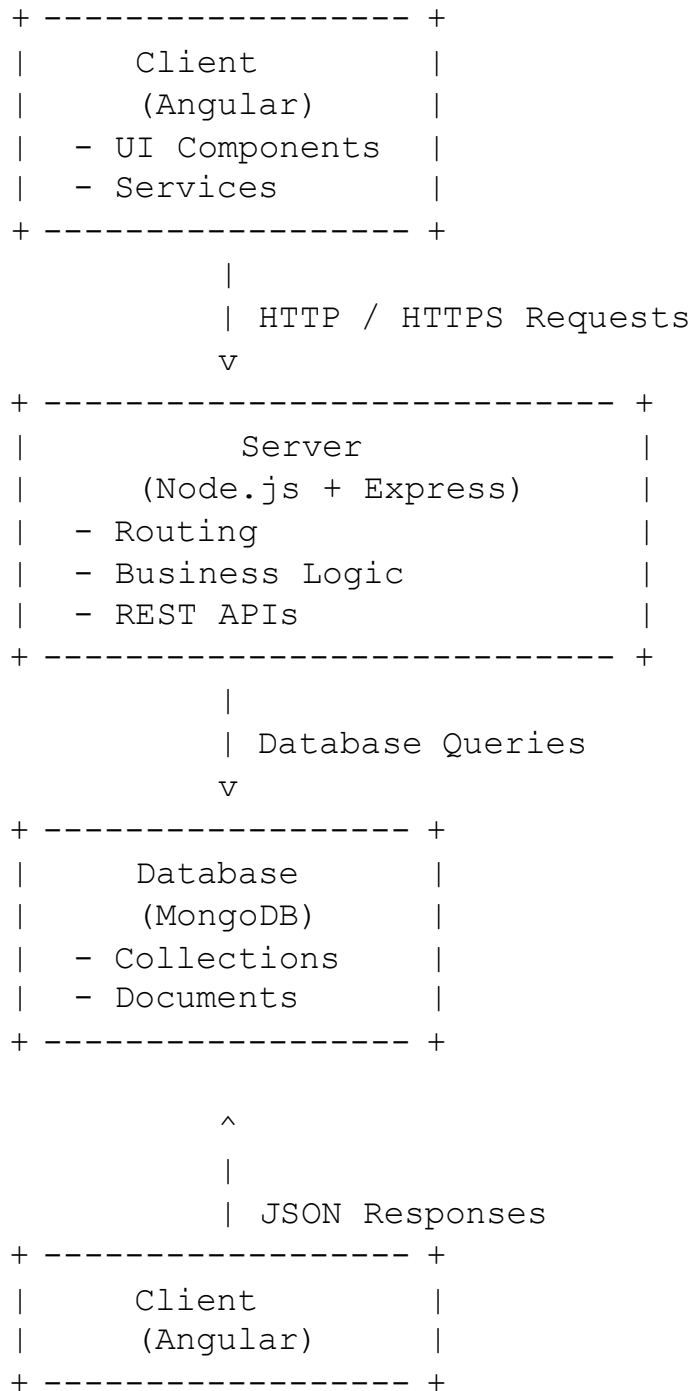 + ------------------ +
|     Client        |
|     (Angular)     |
|  - UI Components  |
|  - Services       |
+ ------------------ +
|
| HTTP / HTTPS Requests
v
+ ---------------------------- +
|          Server             |
|     (Node.js + Express)     |
|  - Routing                  |
|  - Business Logic           |
|  - REST APIs                |
+ ---------------------------- +
|
| Database Queries
v
+ ------------------ +
|     Database      |
|     (MongoDB)     |
|  - Collections    |
|  - Documents      |
+ ------------------ +
^
|
| JSON Responses
+ ------------------ +
|     Client        |
|     (Angular)     |
+ ------------------ +